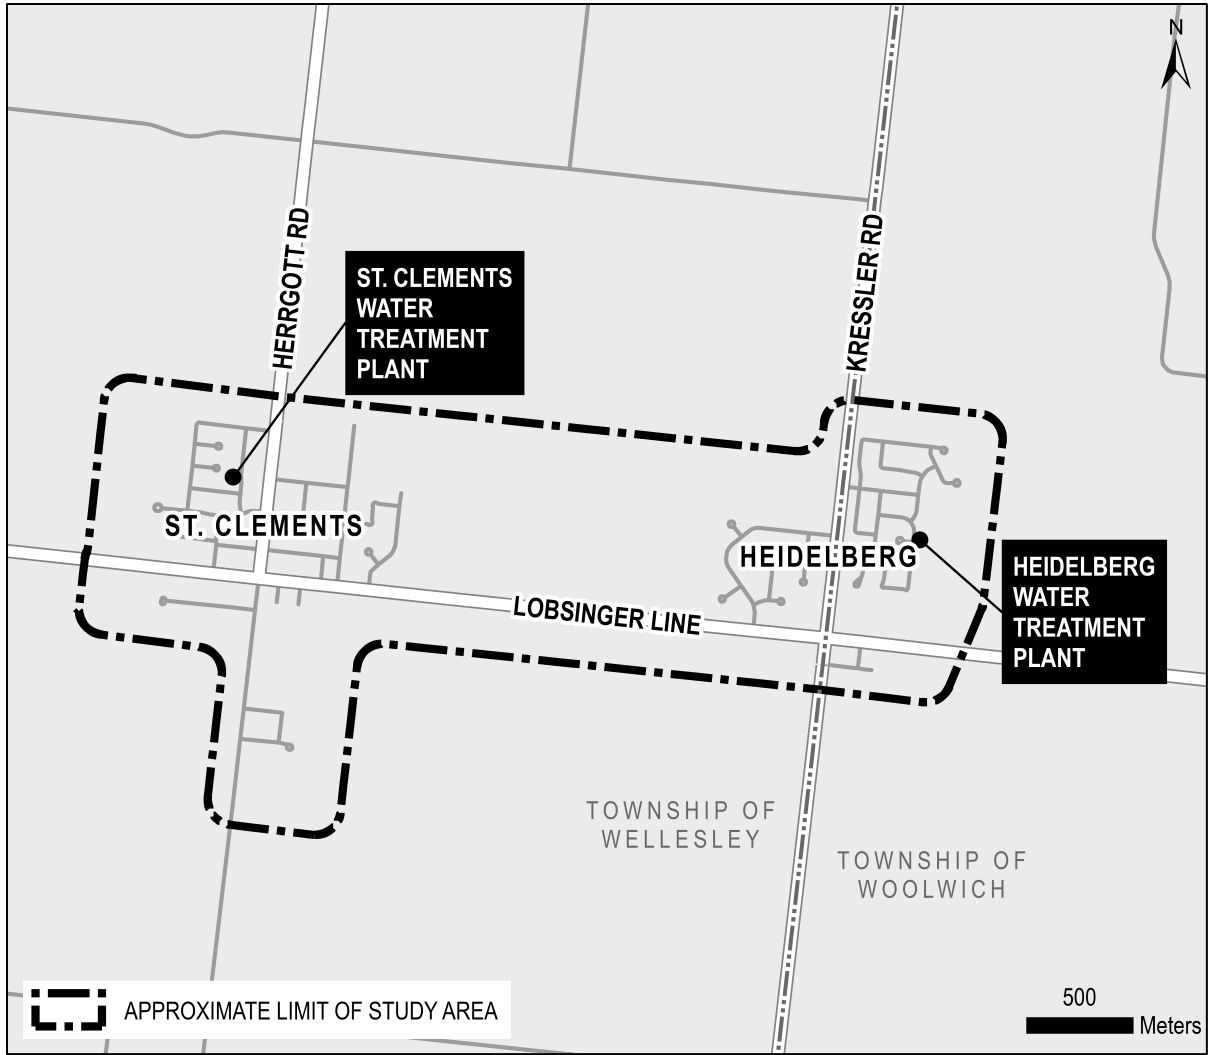 N
HERRGOTT RD
KRESSLER RD
ST. CLEMENTS
WATER
TREATMENT
PLANT
ST. CLEMENTS
HEIDELBERG
HEIDELBERG
WATER
TREATMENT
PLANT
LOBSINGER LINE
TOWNSHIP OF
WELLESLEY
TOWNSHIP OF
WOOLWICH
APPROXIMATE LIMIT OF STUDY AREA
500
Meters